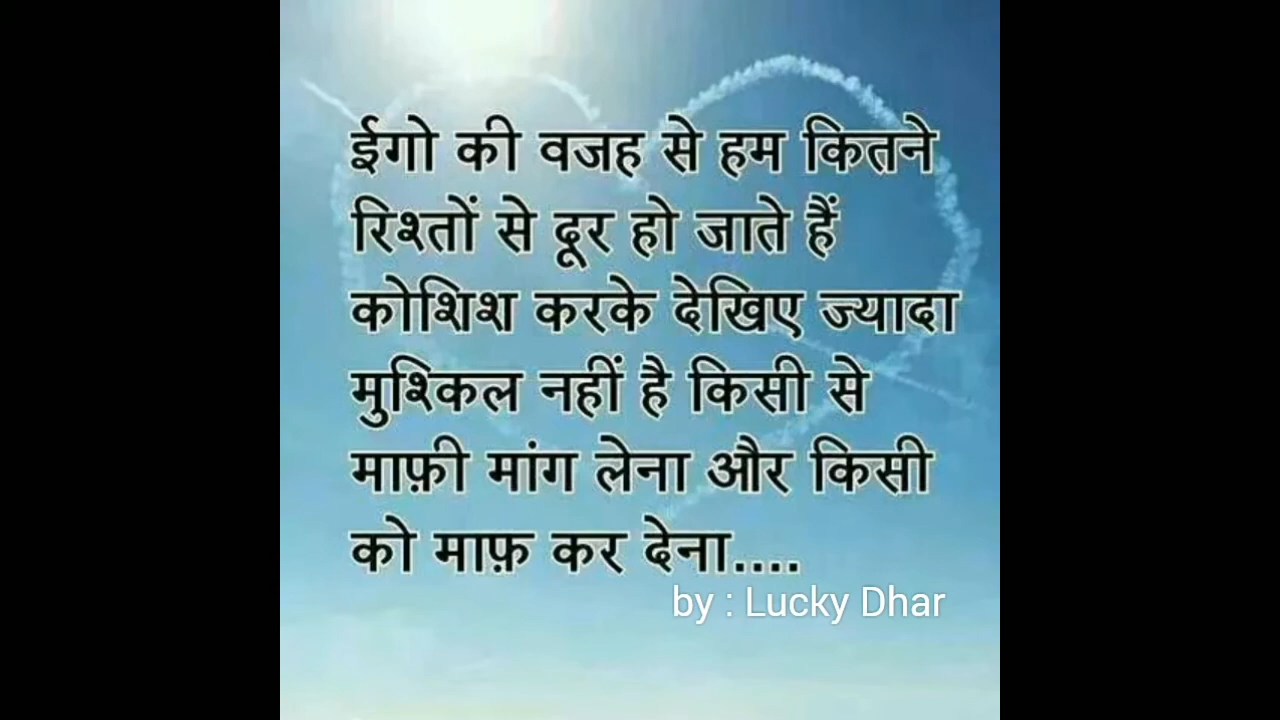 ईगो की वजह से हम कितने
रिश्तों से दूर हो जाते हैं
कोशिश करके देखिए ज्यादा
मुश्किल नहीं है किसी से
माफ़ी मांग लेना और किसी
को माफ़ कर देना....
by : Lucky Dhar